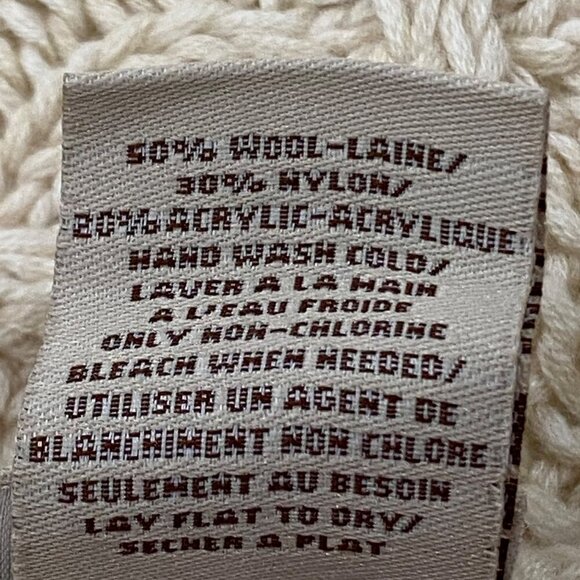 50% WOOL-LAINE/
30% NYLON/
20% ACRYLIC-ACRYLIQUE
HAND WASH COLD/
LAVER A LA MAIN
A L'EAU FROIDE
ONLY NON-CHLORINE
BLEACH WHEN NEEDED/
UTILISER UN AGENT DE
BLANCHIMENT NON CHLORE
SEULEMENT AU BESOIN
LAY FLAT TO DRY/
SECHER A PLAT